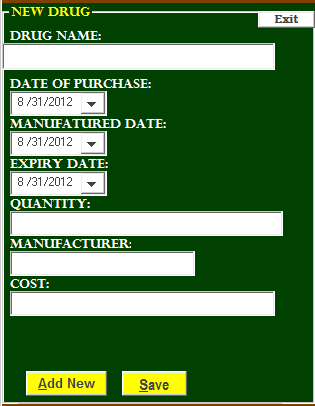 NEW DRUG
Exit
DRUG NAME:
DATE OF PURCHASE:
8 /31/2012
MANUFATURED DATE:
8 /31/2012
EXPIRY DATE:
8 /31/2012
QUANTITY:
MANUFACTURER:
COST:
Add New
Save